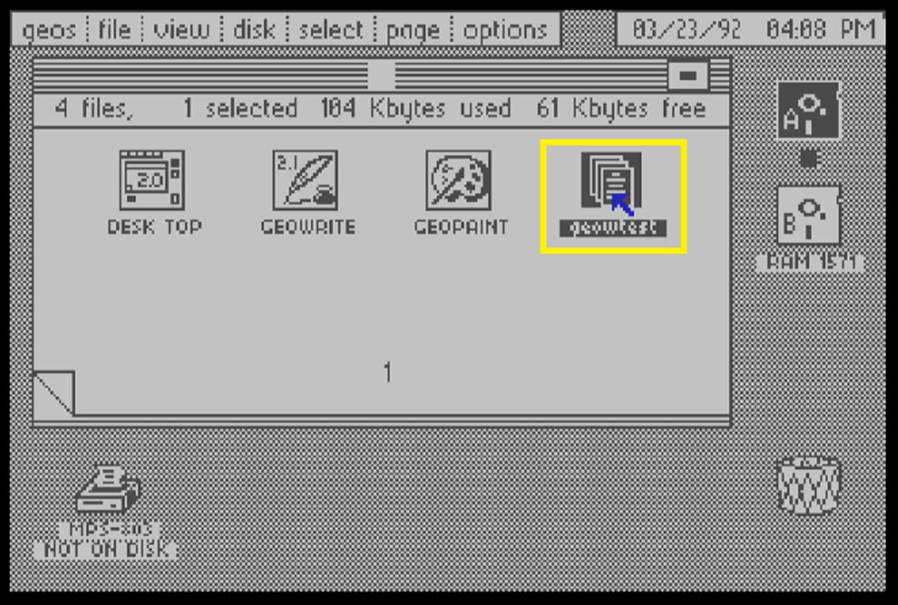 geos file view disk select page options 03/23/92 04:08 PM
4 files, 1 selected 104 Kbytes used 61 Kbytes free
2.0 2.1
DESK TOP GEOWRITE GEOPAINT geowtest
A
B
RAM 1571
1
MPS-803
NOT ON DISK